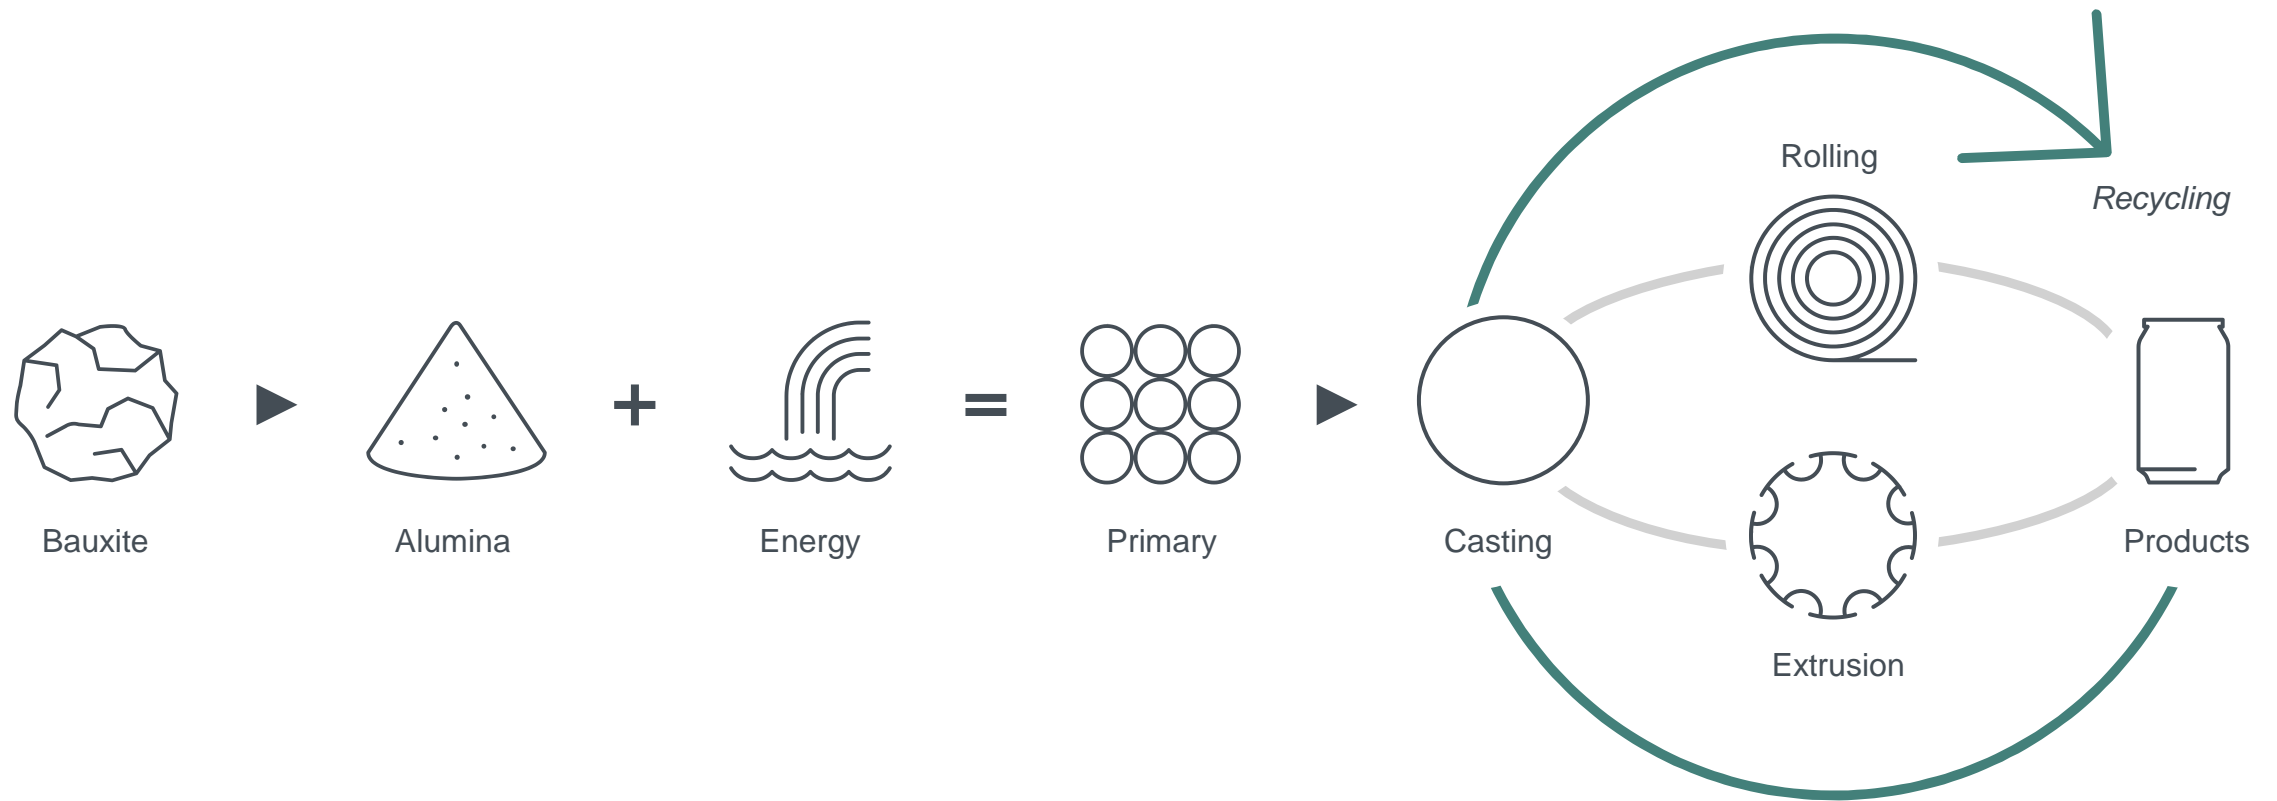 Bauxite
Alumina
Energy
Primary
Casting
Rolling
Extrusion
Products
Recycling